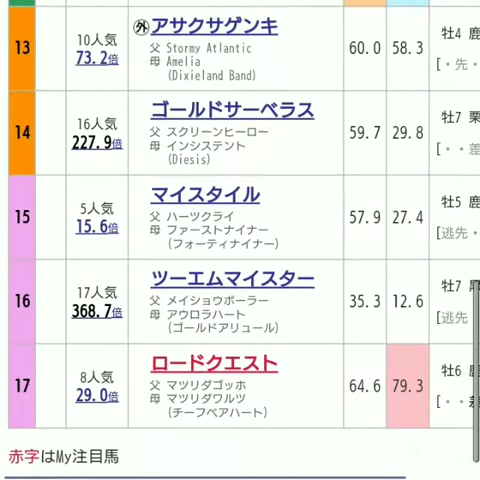 13
10人気
73.2倍
外 アサクサゲンキ
父 Stormy Atlantic
母 Amelia
(Dixieland Band)
60.0
58.3
牡4 鹿
[・先・
14
16人気
227.9倍
ゴールドサーベラス
父 スクリーンヒーロー
母 インシステント
(Diesis)
59.7
29.8
牡7 栗
[・・差
15
5人気
15.6倍
マイスタイル
父 ハーツクライ
母 ファーストナイナー
(フォーティナイナー)
57.9
27.4
牡5 鹿
[逃先・
16
17人気
368.7倍
ツーエムマイスター
父 メイショウボーラー
母 アウロラハート
(ゴールドアリュール)
35.3
12.6
牡7
[逃先
17
8人気
29.0倍
ロードクエスト
父 マツリダゴッホ
母 マツリダワルツ
(チーフベアハート)
64.6
79.3
牡6 鹿
[・・差
赤字はMy注目馬